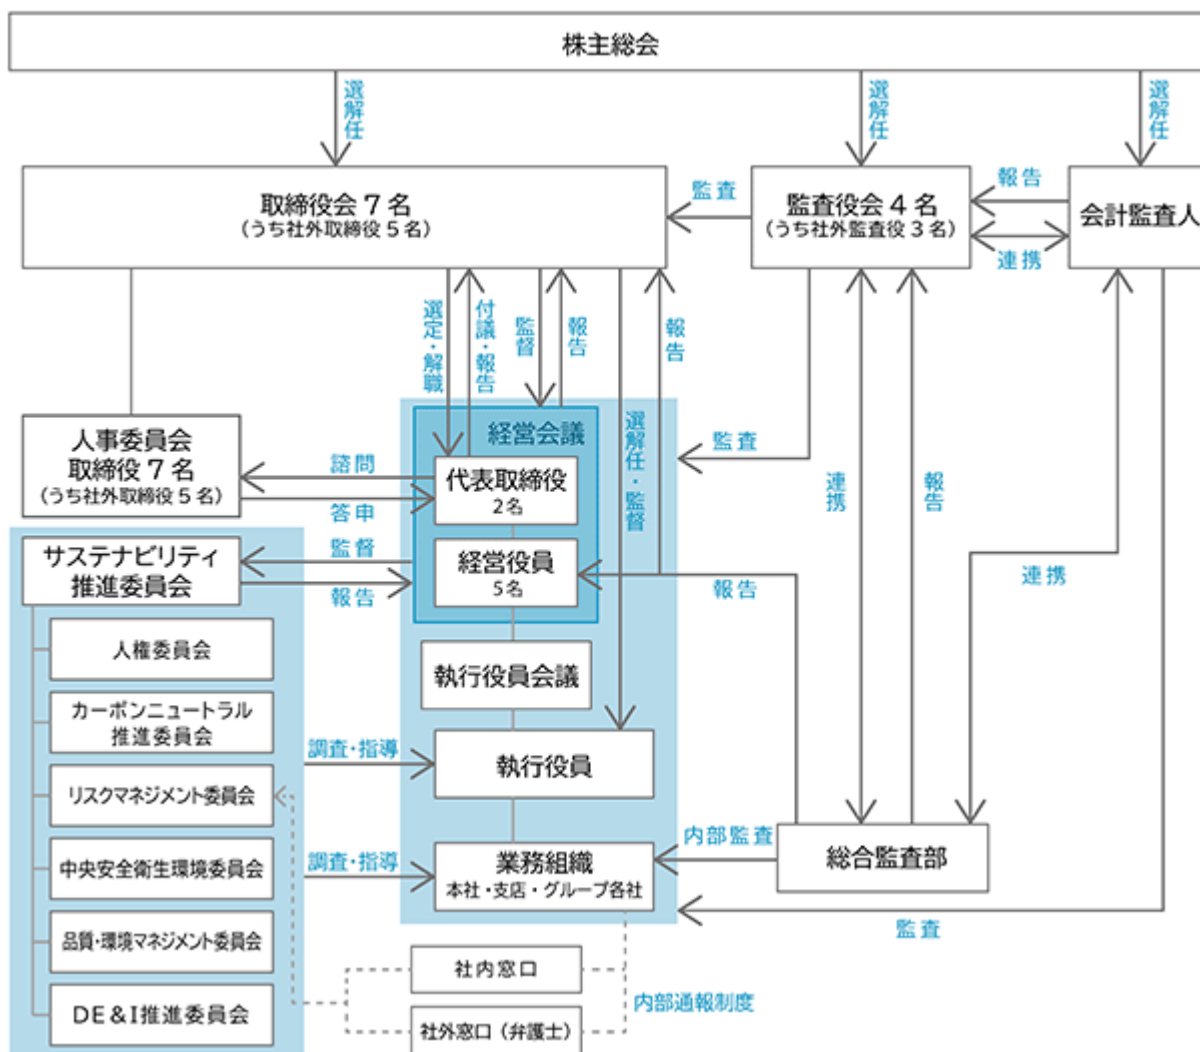 株主総会
選解任
選解任
選解任
取締役会 7 名
（うち社外取締役 5 名）
監査
監査役会 4 名
（うち社外監査役 3 名）
報告
連携
会計監査人
選定・解職
付議・報告
監督
報告
報告
選解任・監督
監査
連携
報告
連携
人事委員会
取締役 7 名
（うち社外取締役 5 名）
諮問
答申
経営会議
代表取締役
2名
経営役員
5名
報告
サステナビリティ
推進委員会
監督
報告
人権委員会
カーボンニュートラル
推進委員会
リスクマネジメント委員会
中央安全衛生環境委員会
品質・環境マネジメント委員会
DE＆I推進委員会
執行役員会議
調査・指導
執行役員
調査・指導
業務組織
本社・支店・グループ各社
内部監査
総合監査部
監査
社内窓口
社外窓口（弁護士）
内部通報制度